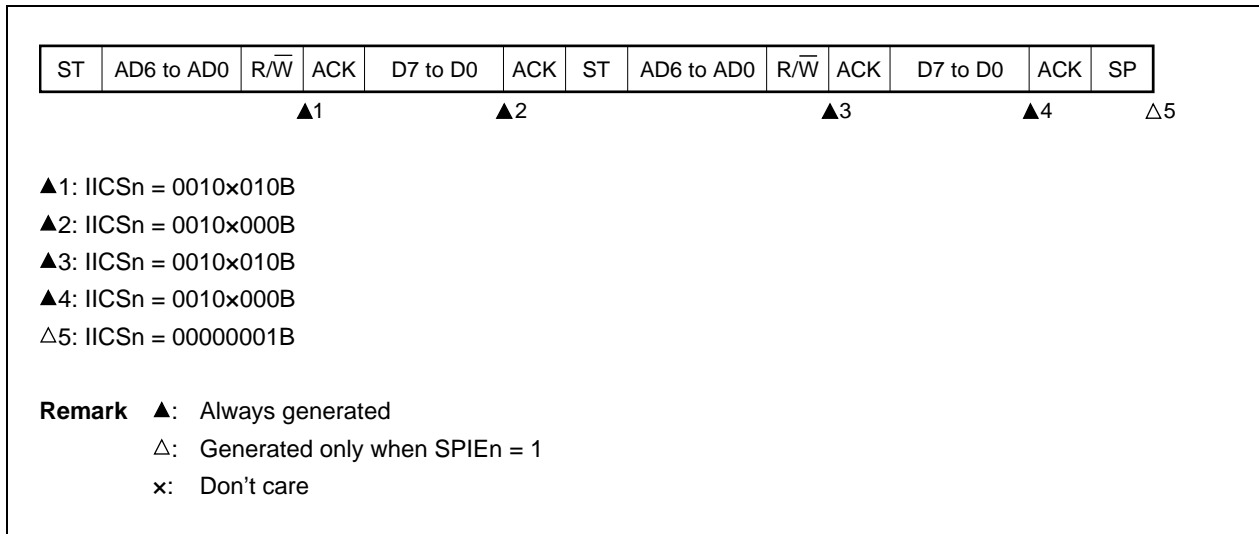 ST AD6 to AD0 R/W̅ ACK D7 to D0 ACK ST AD6 to AD0 R/W̅ ACK D7 to D0 ACK SP
▲1 ▲2 ▲3 ▲4 △5
▲1: IICSn = 0010×010B
▲2: IICSn = 0010×000B
▲3: IICSn = 0010×010B
▲4: IICSn = 0010×000B
△5: IICSn = 00000001B
Remark ▲: Always generated
△: Generated only when SPIEn = 1
×: Don't care